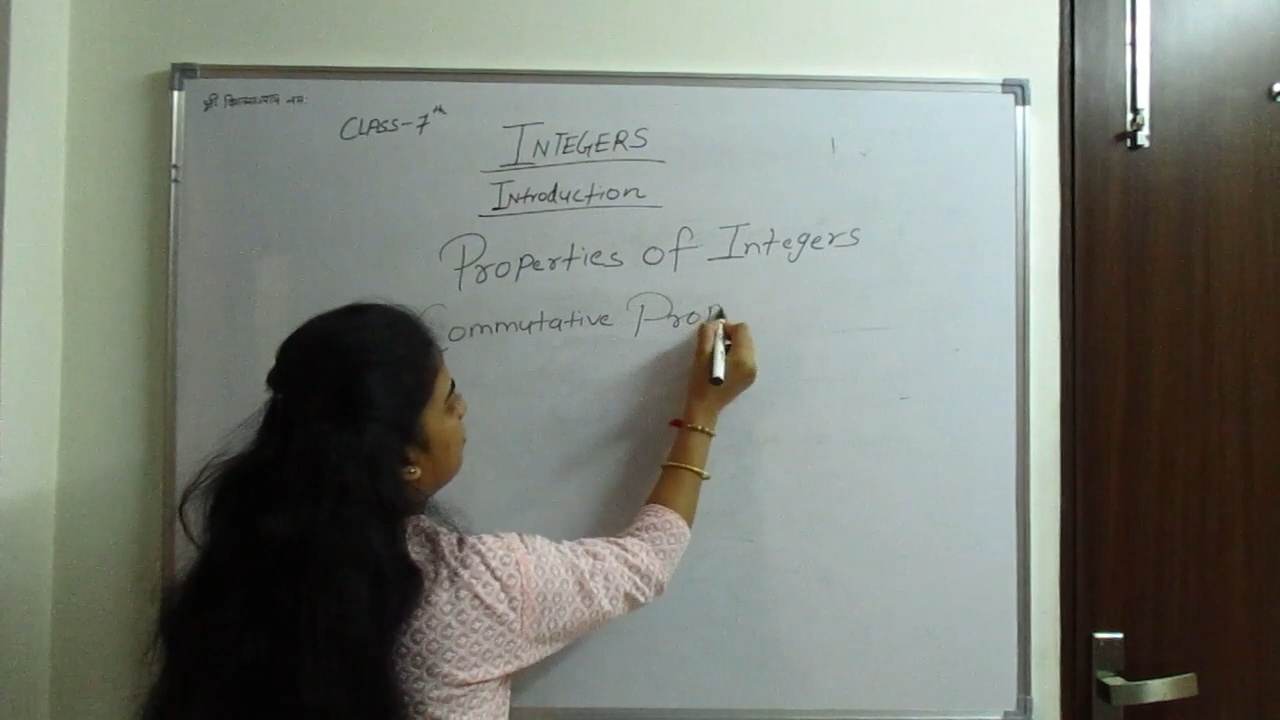 श्री
CLASS-7th
INTEGERS
Introduction
Properties of Integers
Commutative Prop